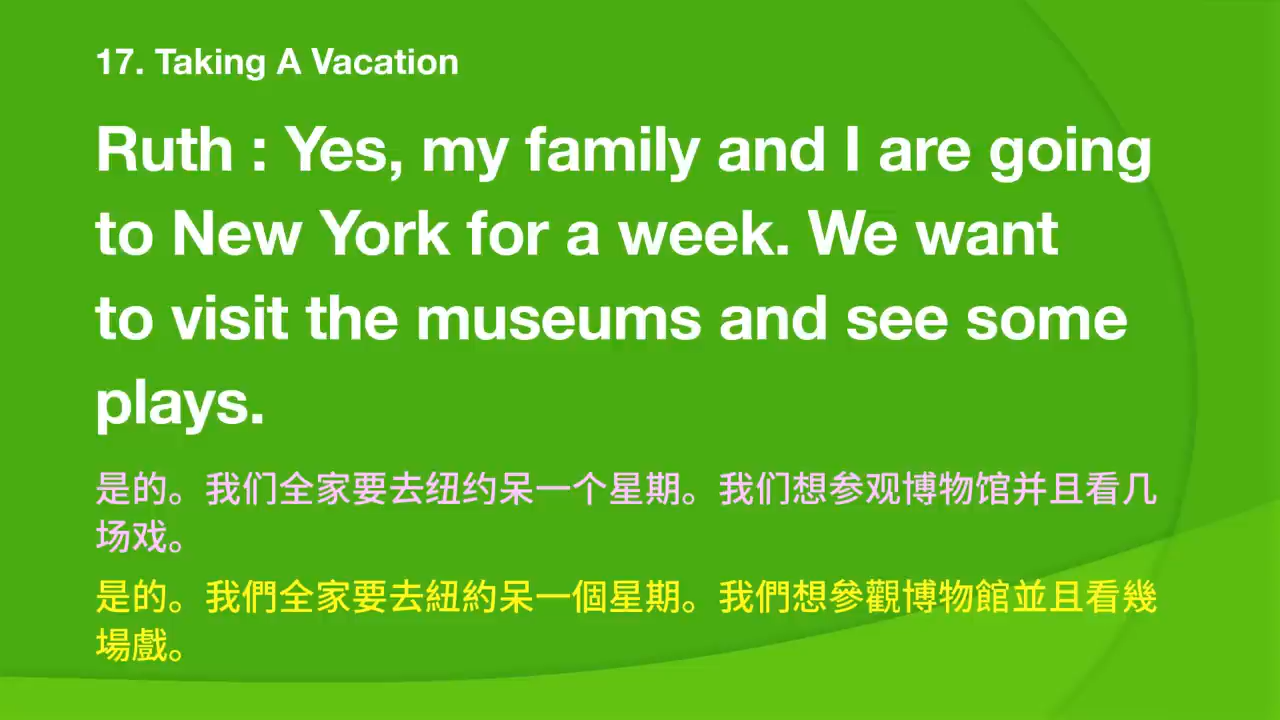 17. Taking A Vacation
Ruth : Yes, my family and I are going
to New York for a week. We want
to visit the museums and see some
plays.
是的。我们全家要去纽约呆一个星期。我们想参观博物馆并且看几
场戏。
是的。我們全家要去紐約呆一個星期。我們想參觀博物館並且看幾
場戲。